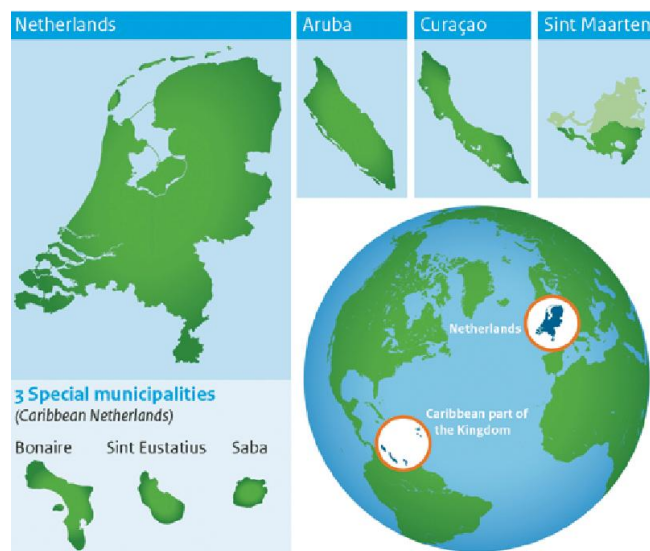 Netherlands
Aruba
Curaçao
Sint Maarten
Netherlands
Caribbean part of
the Kingdom
3 Special municipalities
(Caribbean Netherlands)
Bonaire
Sint Eustatius
Saba